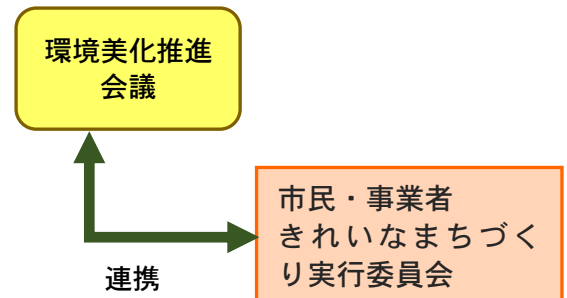 環境美化推進
会議
市民・事業者
きれいなまちづく
り実行委員会
連携